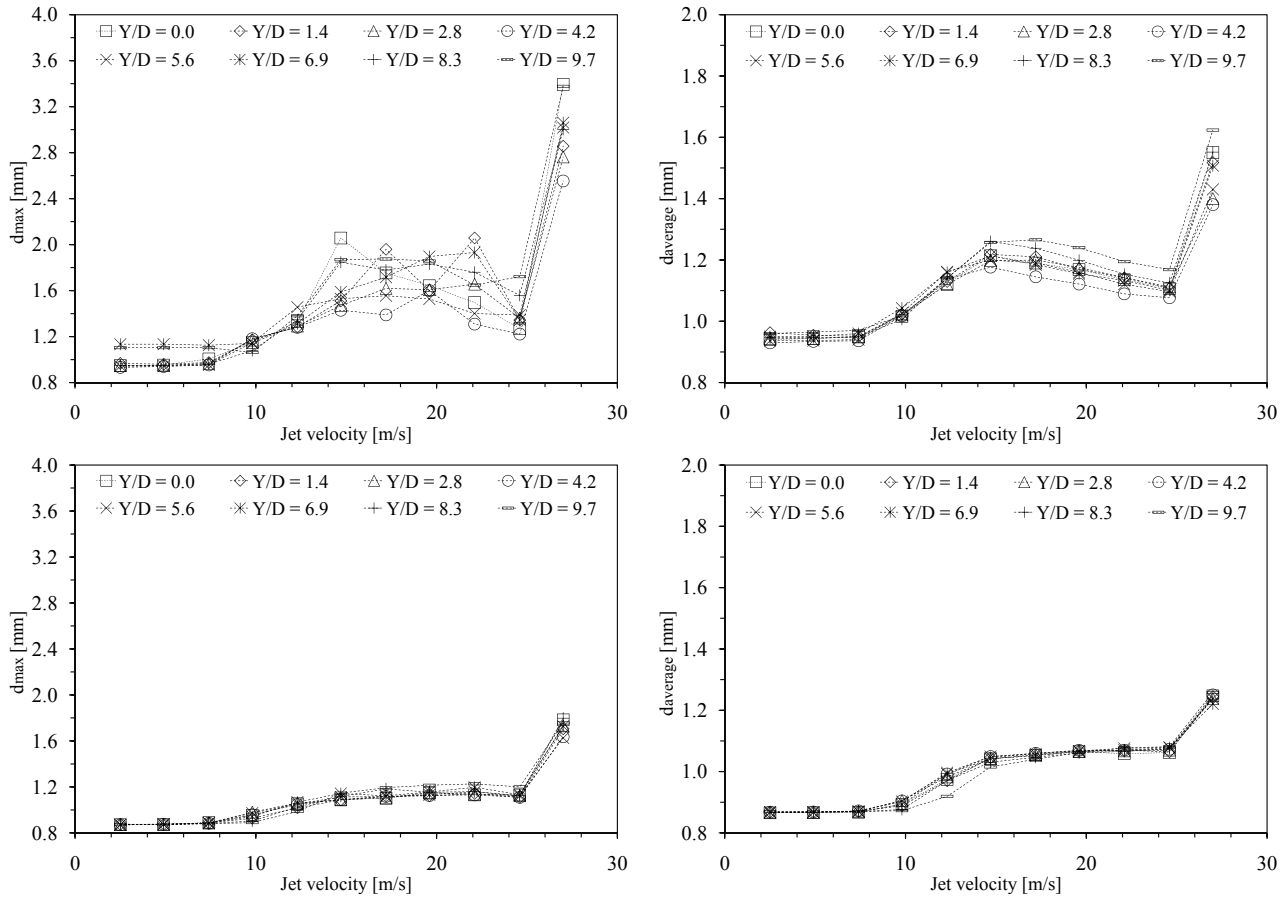 4.0
Y/D = 0.0 Y/D = 1.4 Y/D = 2.8 Y/D = 4.2
Y/D = 5.6 Y/D = 6.9 Y/D = 8.3 Y/D = 9.7
3.6
3.2
2.8
2.4
2.0
1.6
1.2
0.8
dmax [mm]
0 10 20 30
Jet velocity [m/s]
2.0
Y/D = 0.0 Y/D = 1.4 Y/D = 2.8 Y/D = 4.2
Y/D = 5.6 Y/D = 6.9 Y/D = 8.3 Y/D = 9.7
1.8
1.6
1.4
1.2
1.0
0.8
daverage [mm]
0 10 20 30
Jet velocity [m/s]
4.0
Y/D = 0.0 Y/D = 1.4 Y/D = 2.8 Y/D = 4.2
Y/D = 5.6 Y/D = 6.9 Y/D = 8.3 Y/D = 9.7
3.6
3.2
2.8
2.4
2.0
1.6
1.2
0.8
dmax [mm]
0 10 20 30
Jet velocity [m/s]
2.0
Y/D = 0.0 Y/D = 1.4 Y/D = 2.8 Y/D = 4.2
Y/D = 5.6 Y/D = 6.9 Y/D = 8.3 Y/D = 9.7
1.8
1.6
1.4
1.2
1.0
0.8
daverage [mm]
0 10 20 30
Jet velocity [m/s]